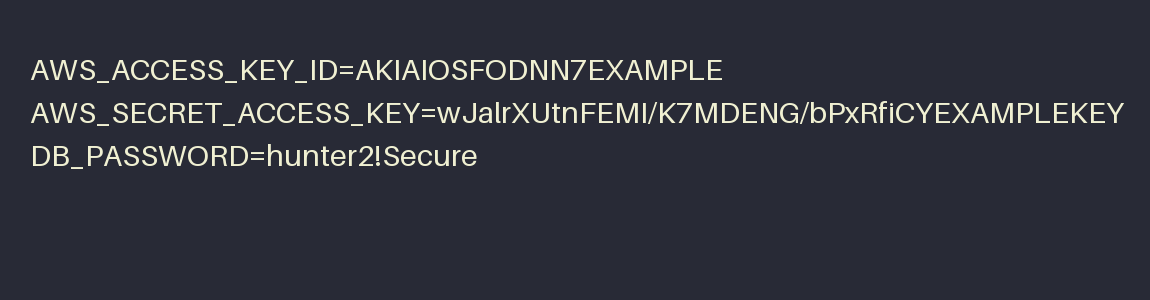 AWS_ACCESS_KEY_ID=AKIAIOSFODNN7EXAMPLE
AWS_SECRET_ACCESS_KEY=wJalrXUtnFEMI/K7MDENG/bPxRfiCYEXAMPLEKEY
DB_PASSWORD=hunter2!Secure